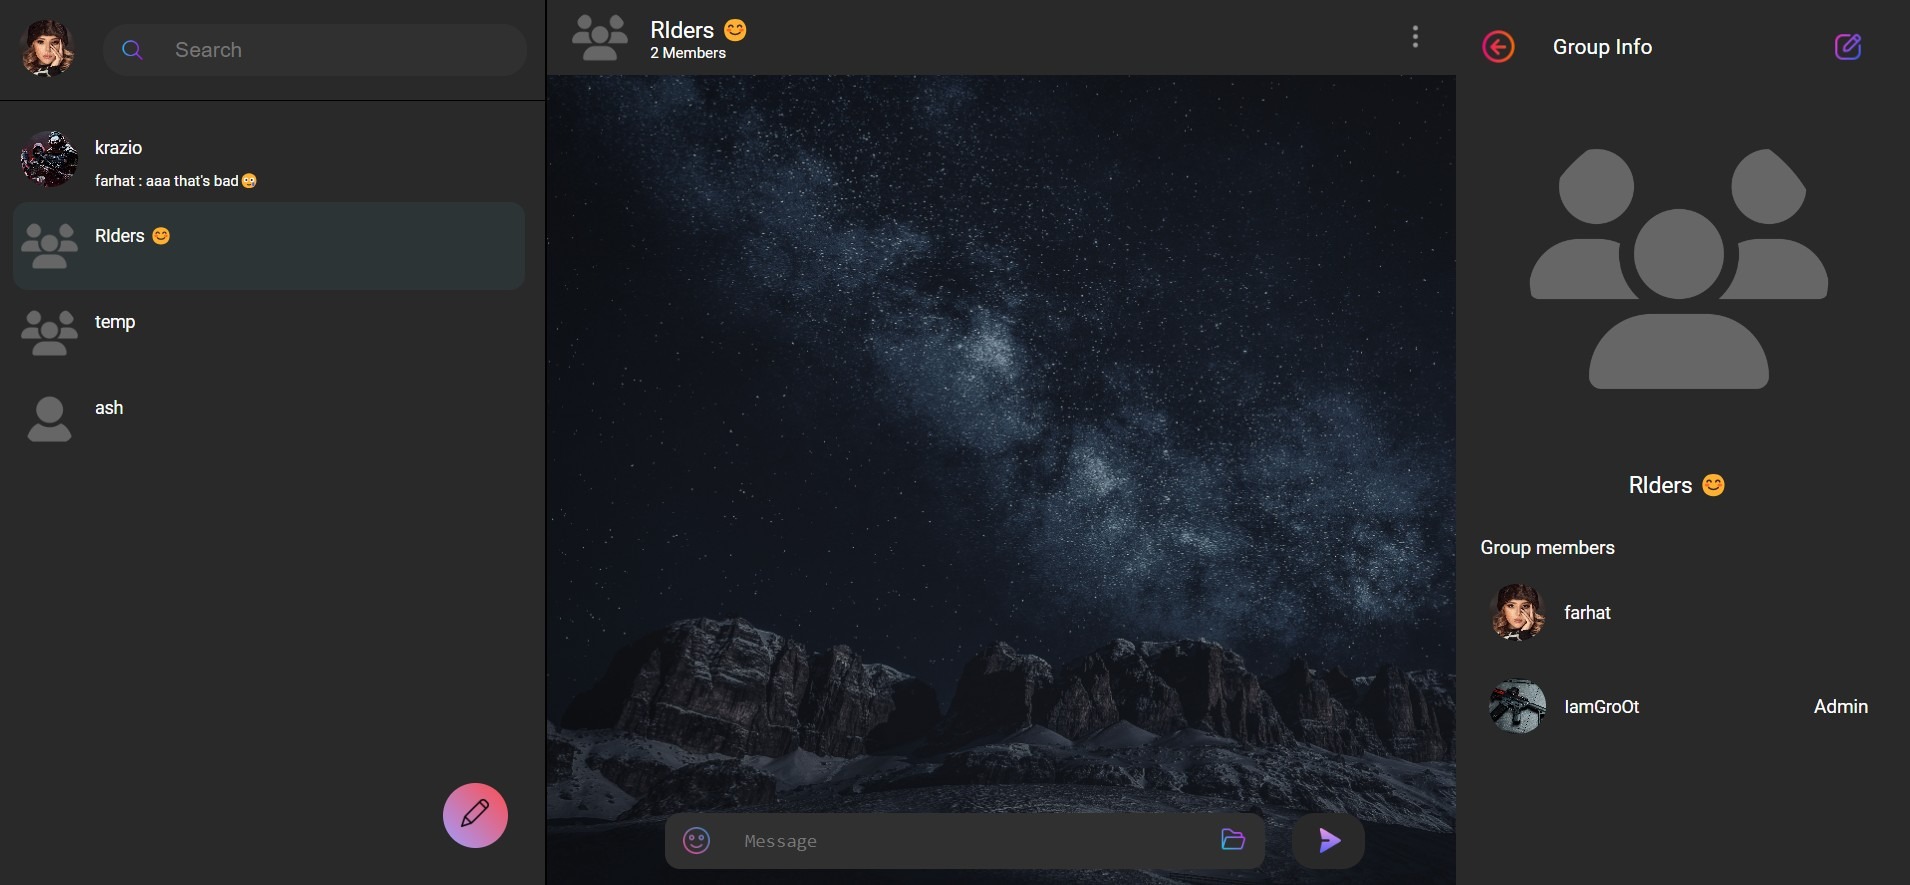 Search
krazio
farhat : aaa that's bad😳
RIders 😊
temp
ash
RIders 😊
2 Members
Message
Group Info
RIders 😊
Group members
farhat
IamGroOt
Admin